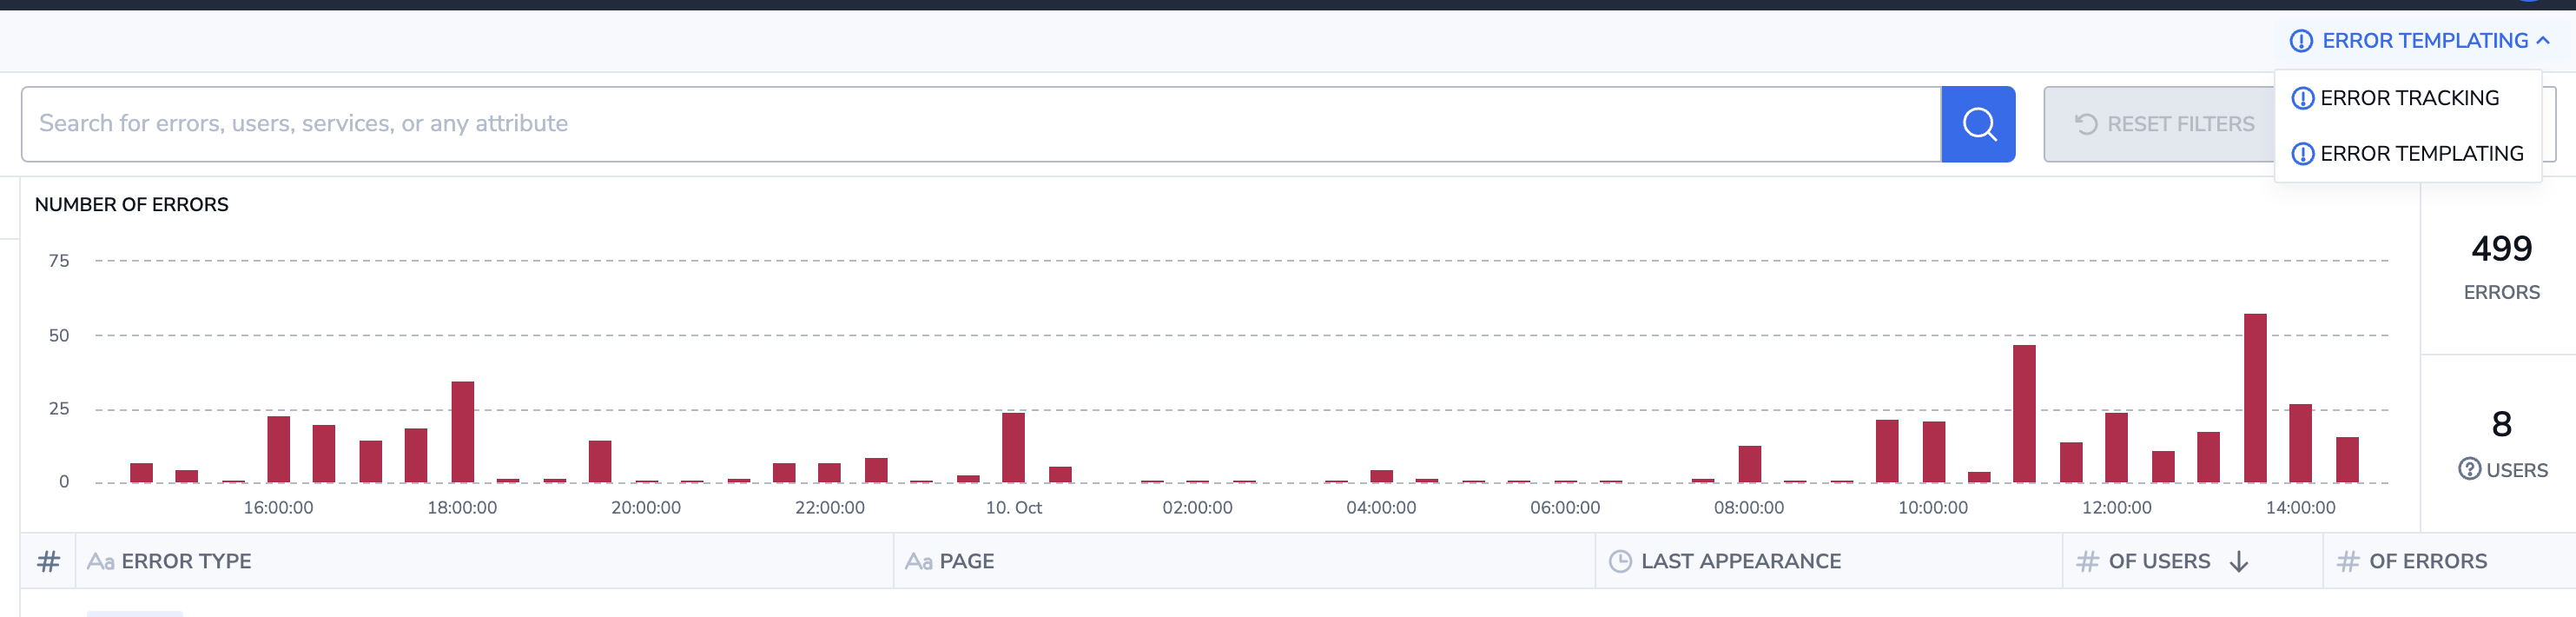 ERROR TEMPLATING
ERROR TRACKING
ERROR TEMPLATING
Search for errors, users, services, or any attribute
RESET FILTERS
NUMBER OF ERRORS
75
50
25
0
16:00:00 18:00:00 20:00:00 22:00:00 10. Oct 02:00:00 04:00:00 06:00:00 08:00:00 10:00:00 12:00:00 14:00:00
499
ERRORS
8
? USERS
# Aa ERROR TYPE Aa PAGE LAST APPEARANCE # OF USERS ↓ # OF ERRORS